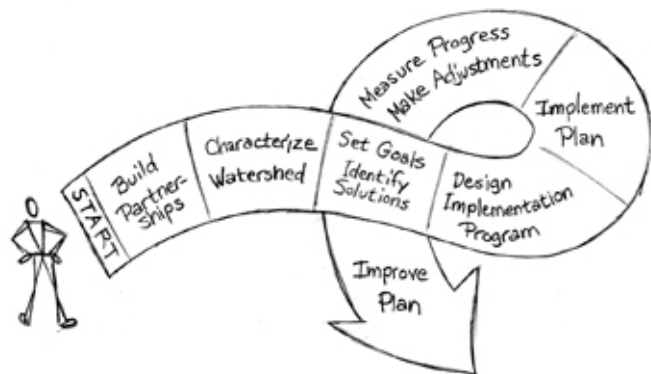 START
Build
Partner-
ships
Characterize
Watershed
Set Goals
Identify
Solutions
Design
Implementation
Program
Implement
Plan
Measure Progress
Make Adjustments
Improve
Plan